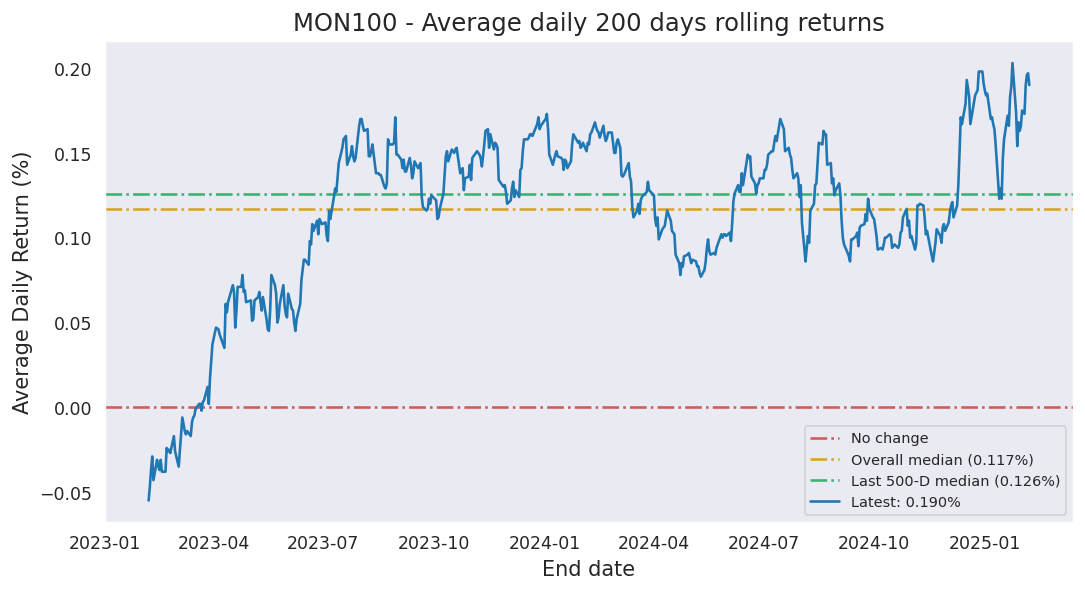 MON100 - Average daily 200 days rolling returns
Average Daily Return (%)
0.20
0.15
0.10
0.05
0.00
−0.05
No change
Overall median (0.117%)
Last 500-D median (0.126%)
Latest: 0.190%
2023-01 2023-04 2023-07 2023-10 2024-01 2024-04 2024-07 2024-10 2025-01
End date